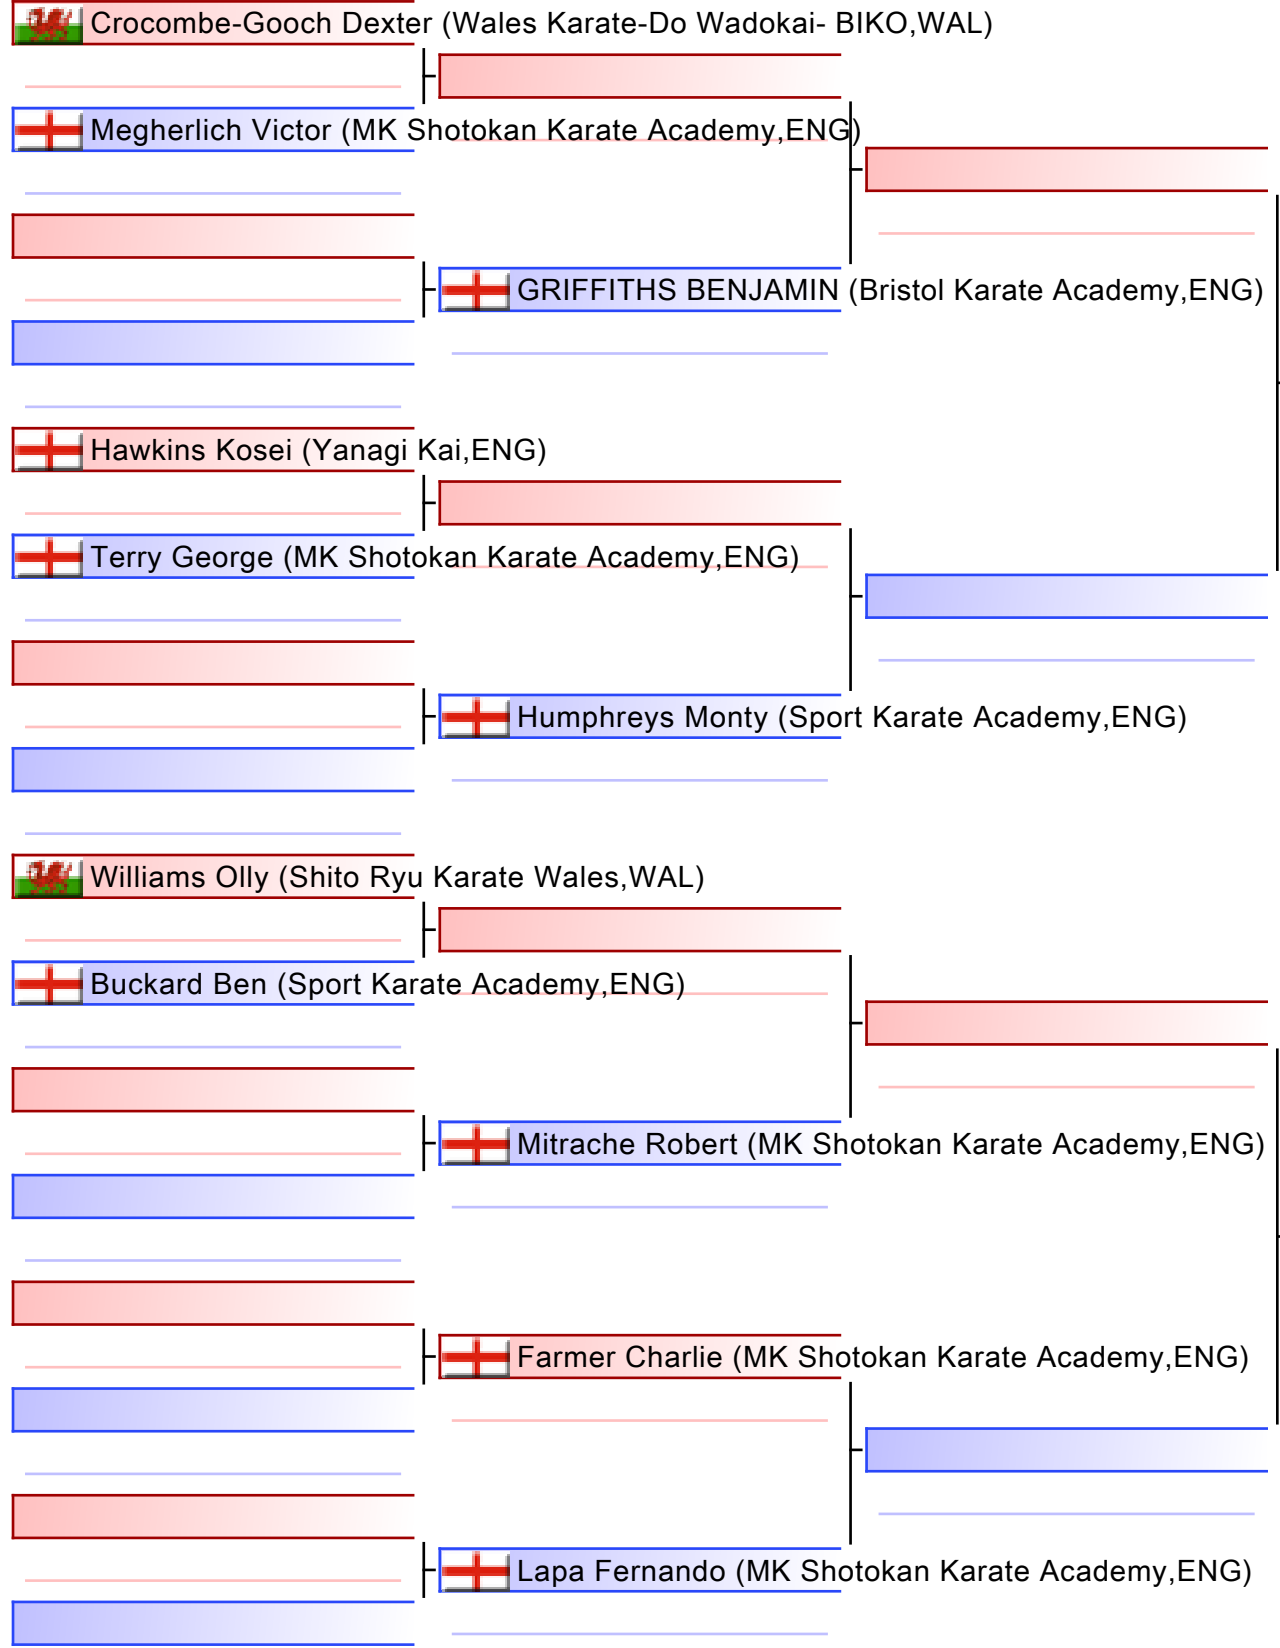 Crocombe-Gooch Dexter (Wales Karate-Do Wadokai- BIKO,WAL)
Megherlich Victor (MK Shotokan Karate Academy,ENG)
GRIFFITHS BENJAMIN (Bristol Karate Academy,ENG)
Hawkins Kosei (Yanagi Kai,ENG)
Terry George (MK Shotokan Karate Academy,ENG)
Humphreys Monty (Sport Karate Academy,ENG)
Williams Olly (Shito Ryu Karate Wales,WAL)
Buckard Ben (Sport Karate Academy,ENG)
Mitrache Robert (MK Shotokan Karate Academy,ENG)
Farmer Charlie (MK Shotokan Karate Academy,ENG)
Lapa Fernando (MK Shotokan Karate Academy,ENG)